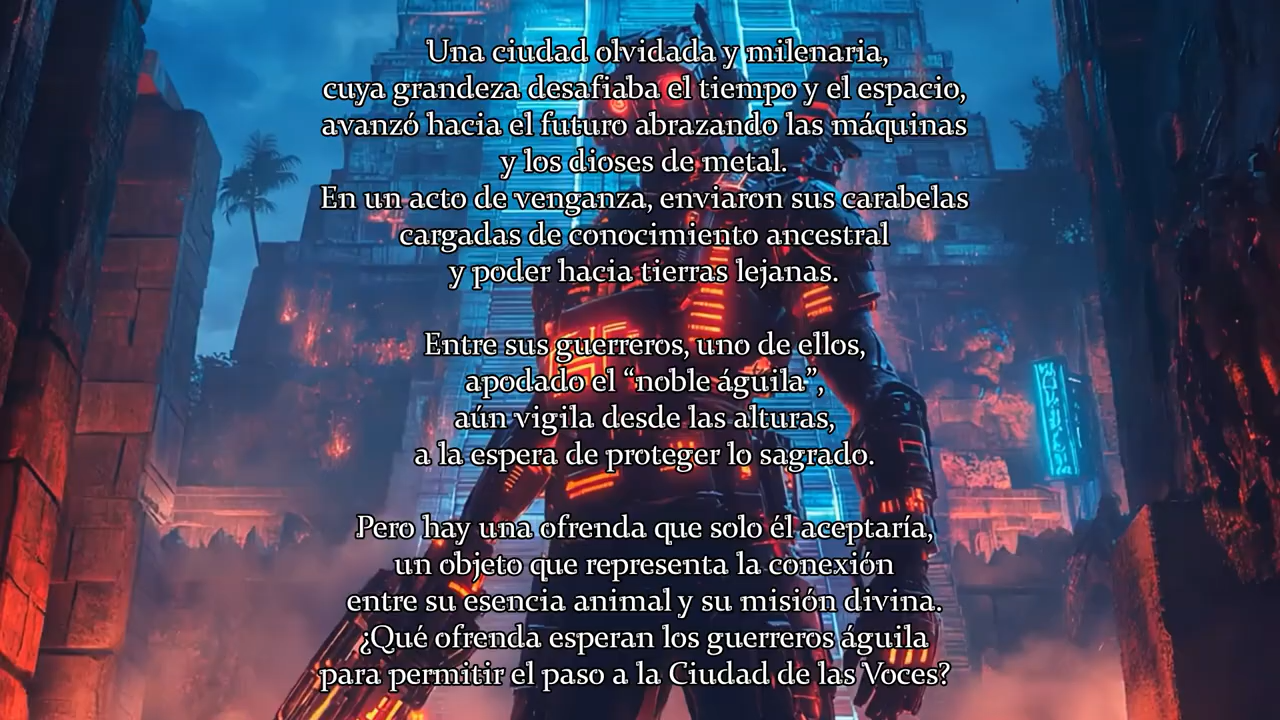 Una ciudad olvidada y milenaria,
cuya grandeza desafiaba el tiempo y el espacio,
avanzó hacia el futuro abrazando las máquinas
y los dioses de metal.
En un acto de venganza, enviaron sus carabelas
cargadas de conocimiento ancestral
y poder hacia tierras lejanas.
Entre sus guerreros, uno de ellos,
apodado el “noble águila”,
aún vigila desde las alturas,
a la espera de proteger lo sagrado.
Pero hay una ofrenda que solo él aceptaría,
un objeto que representa la conexión
entre su esencia animal y su misión divina.
¿Qué ofrenda esperan los guerreros águila
para permitir el paso a la Ciudad de las Voces?